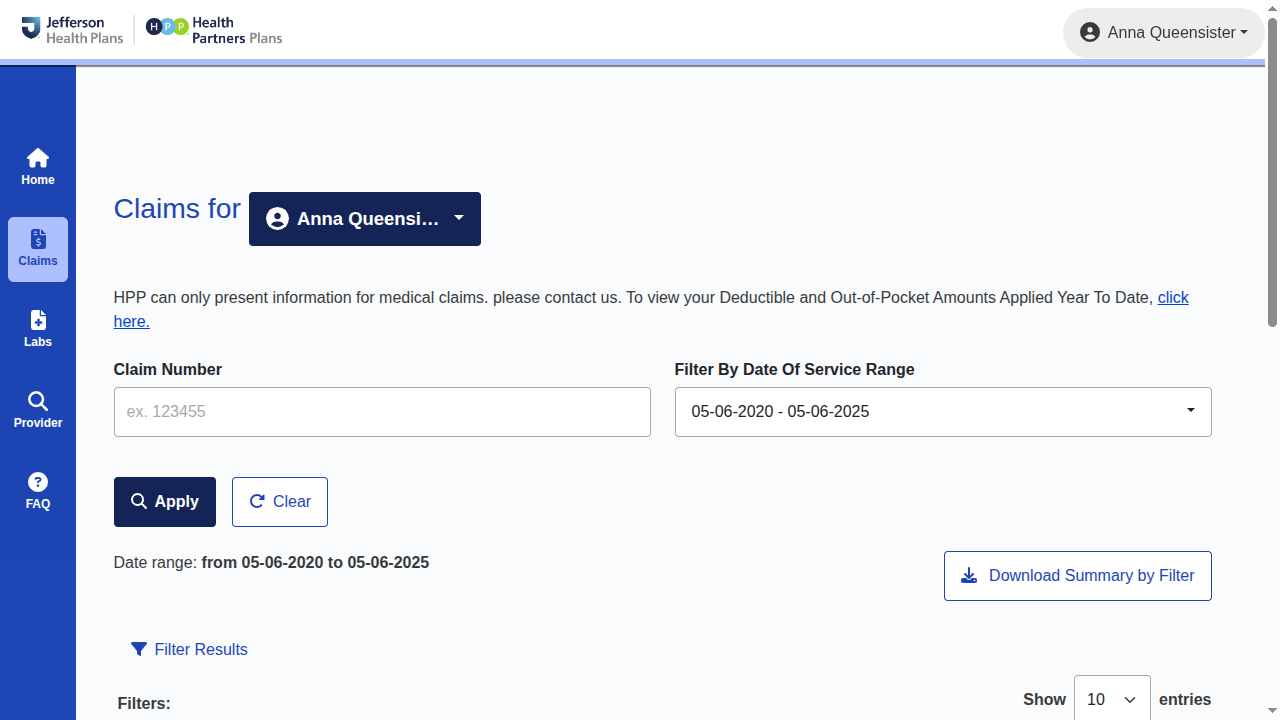 Jefferson
Health Plans
H P P
Health
Partners Plans
Anna Queensister
Home
Claims
Labs
Provider
FAQ
Claims for
Anna Queensi...
HPP can only present information for medical claims. please contact us. To view your Deductible and Out-of-Pocket Amounts Applied Year To Date, click
here.
Claim Number
Filter By Date Of Service Range
ex. 123455
05-06-2020 - 05-06-2025
Apply
Clear
Date range: from 05-06-2020 to 05-06-2025
Download Summary by Filter
Filter Results
Filters:
Show 10 entries